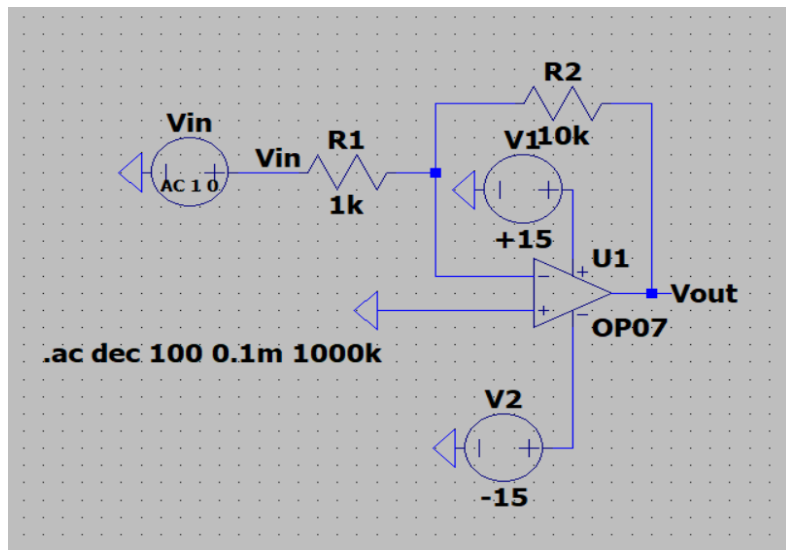 R2
Vin
V1
10k
Vin
R1
AC 1 0
1k
+15
U1
Vout
OP07
.ac dec 100 0.1m 1000k
V2
-15